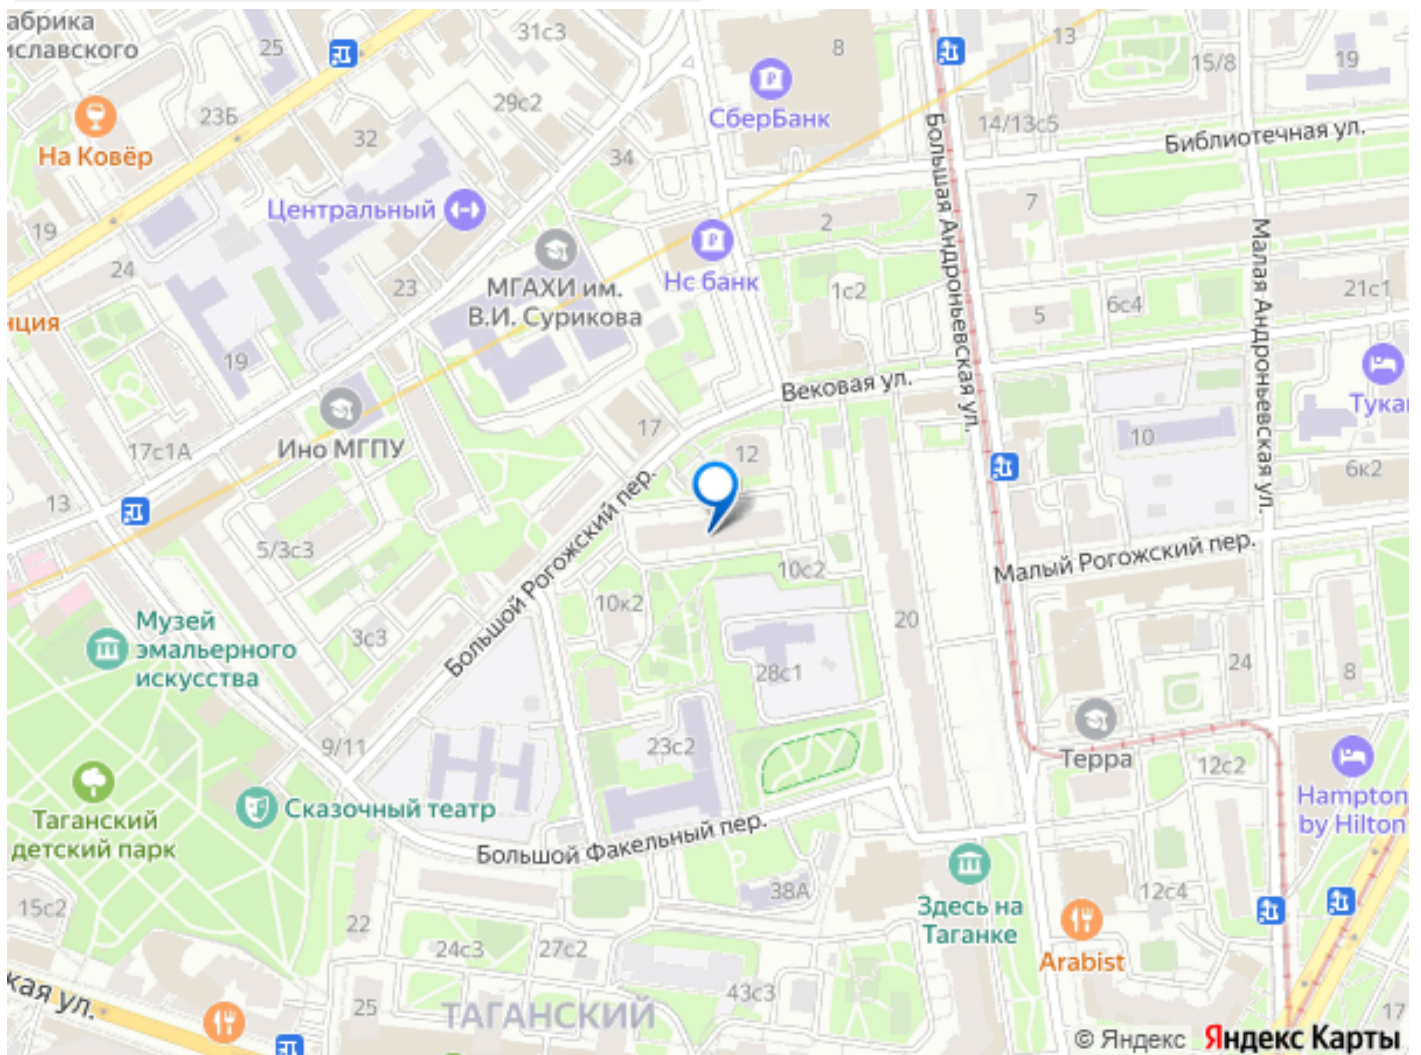 абрика
иславского
25
31с3
8
13
15/8
19
23Б
На Ковёр
32
29с2
34
СберБанк
14/13с5
Библиотечная ул.
Большая Андроньевская ул.
Малая Андроньевская ул.
Центральный
19
24
23
МГАХИ им.
В.И. Сурикова
Нс банк
2
7
1с2
5
6с4
21с1
нция
19
Ино МГПУ
Вековая ул.
Тука
17с1А
17
12
10
6к2
13
5/3с3
Большой Рогожский пер.
10с2
Малый Рогожский пер.
Музей
эмальерного
искусства
3с3
10к2
20
28с1
24
8
9/11
23с2
Терра
12с2
Таганский
детский парк
Сказочный театр
Большой Факельный пер.
Hampton
by Hilton
15с2
22
38А
Здесь на
Таганке
12с4
Arabist
24с3
27с2
43с3
кая ул.
25
ТАГАНСКИЙ
17
© Яндекс Яндекс Карты